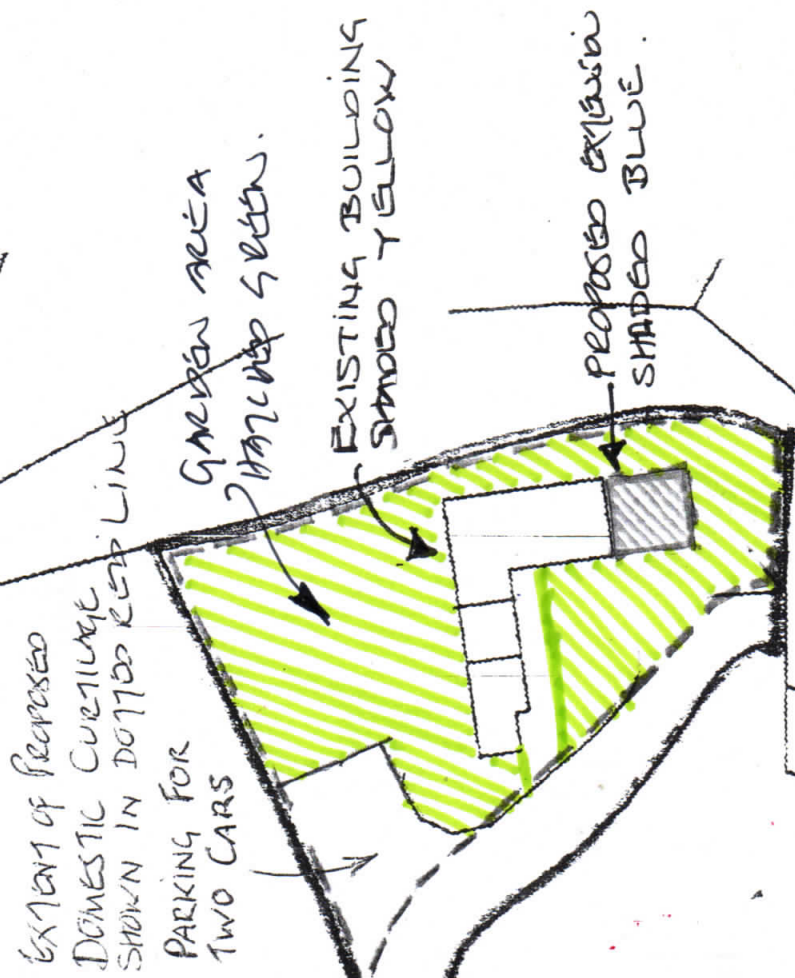 EXTENT OF PROPOSED
DOMESTIC CURTILAGE
SHOWN IN DOTTED RED LINE
PARKING FOR
TWO CARS
GARDEN AREA
HATCHED GREEN.
EXISTING BUILDING
SHADED YELLOW
PROPOSED EXTENSION
SHADED BLUE.